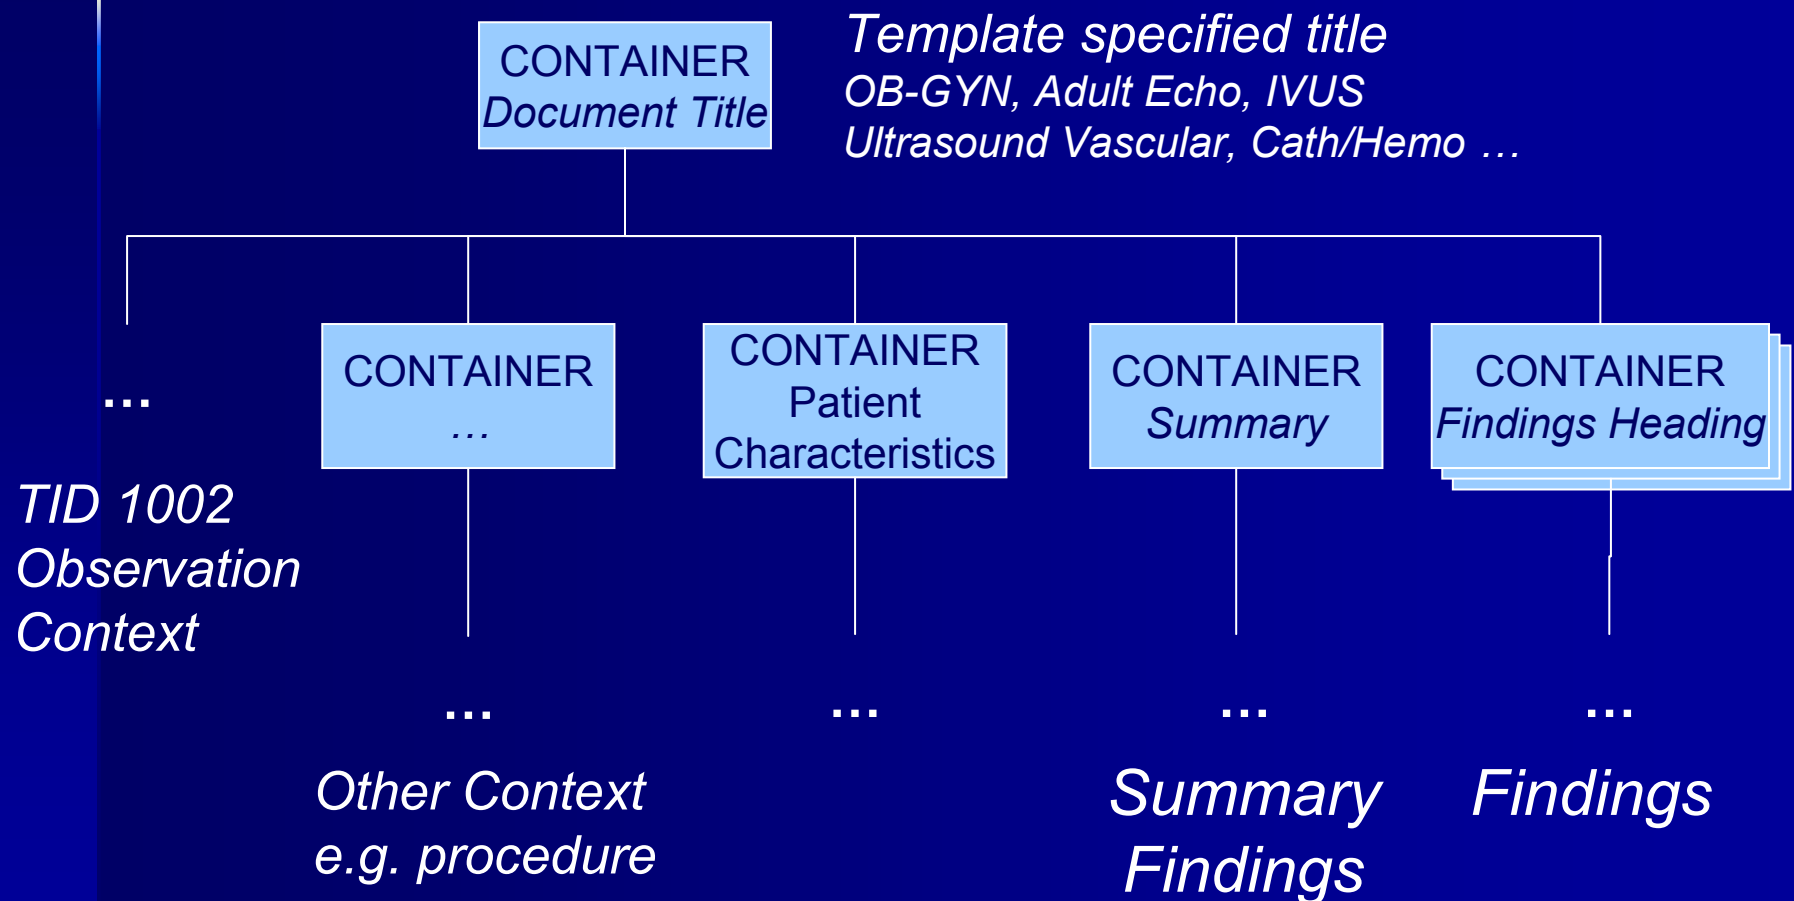 CONTAINER
Document Title
Template specified title
OB-GYN, Adult Echo, IVUS
Ultrasound Vascular, Cath/Hemo …
…
TID 1002
Observation
Context
CONTAINER
…
…
Other Context
e.g. procedure
CONTAINER
Patient
Characteristics
…
CONTAINER
Summary
…
Summary
Findings
CONTAINER
Findings Heading
…
Findings